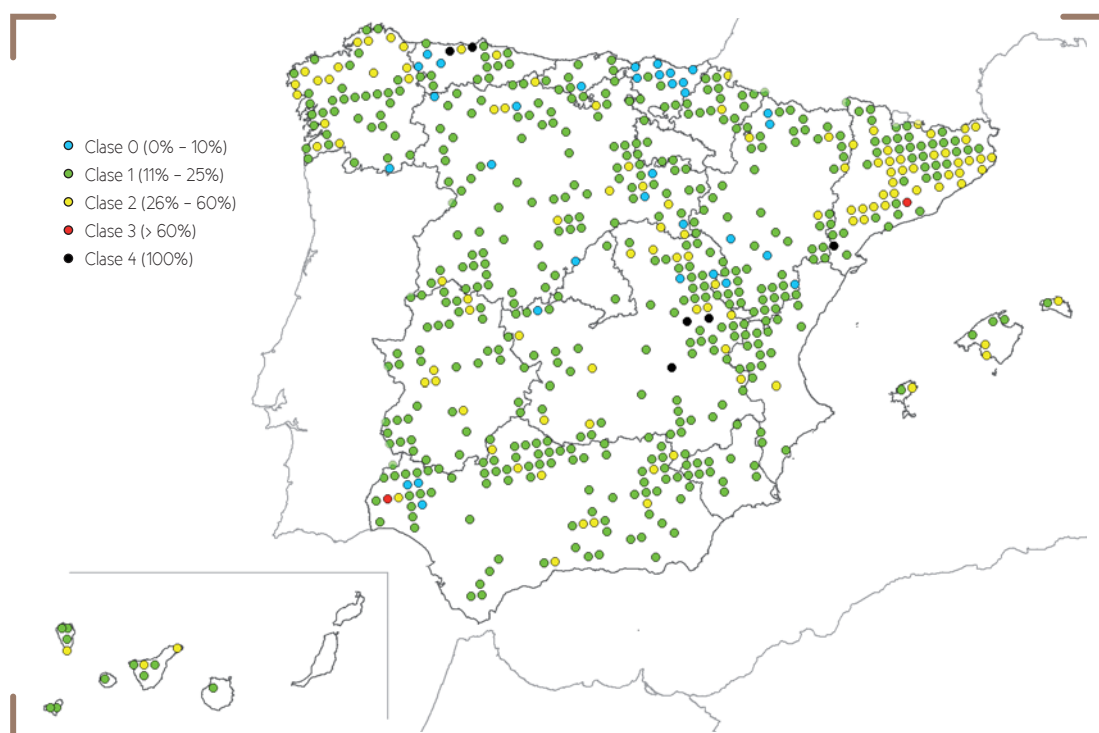 Clase 0 (0% – 10%)
Clase 1 (11% – 25%)
Clase 2 (26% – 60%)
Clase 3 (> 60%)
Clase 4 (100%)